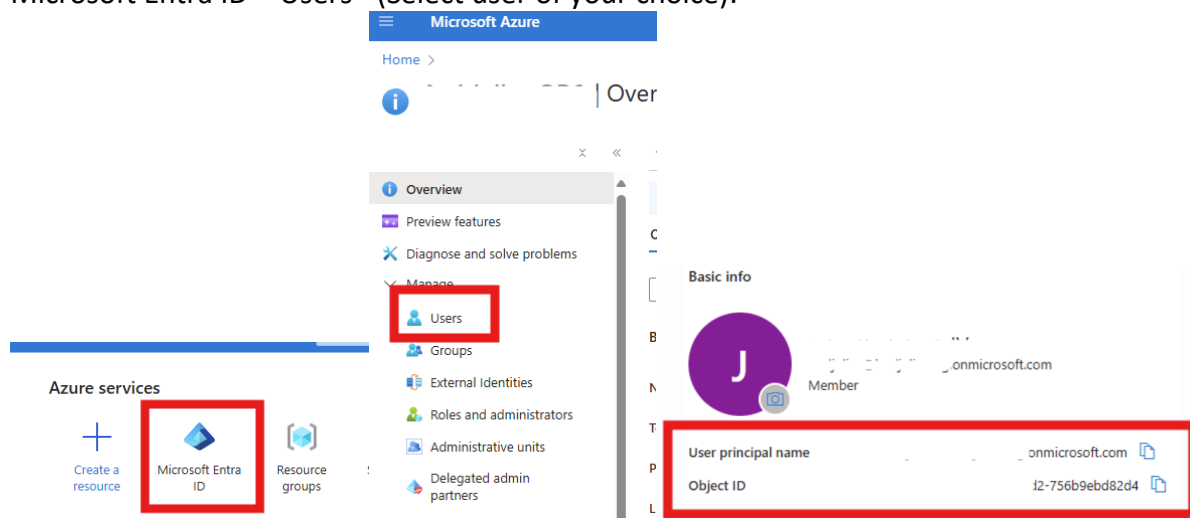 Microsoft Entra ID – Users - (Select user of your choice).
Microsoft Azure
Home >
| Over
Overview
Preview features
Diagnose and solve problems
Manage
Users
Groups
External Identities
Roles and administrators
Administrative units
Delegated admin
partners
Azure services
Create a
resource
Microsoft Entra
ID
Resource
groups
Basic info
J
onmicrosoft.com
Member
User principal name
onmicrosoft.com
Object ID
d2-756b9ebd82d4